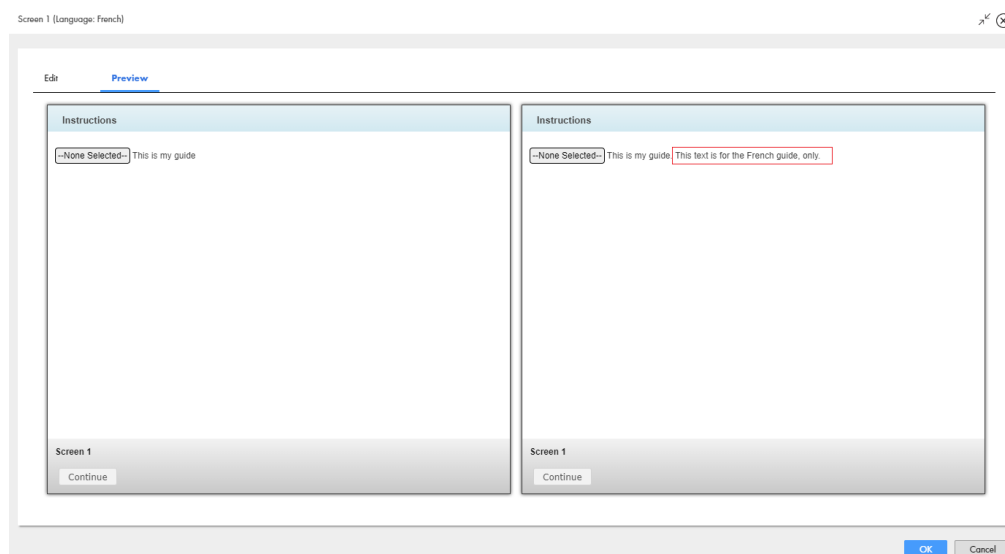 Screen 1 (Language: French)
Edit
Preview
Instructions
--None Selected-- This is my guide
Screen 1
Continue
Instructions
--None Selected-- This is my guide. This text is for the French guide, only.
Screen 1
Continue
OK
Cancel